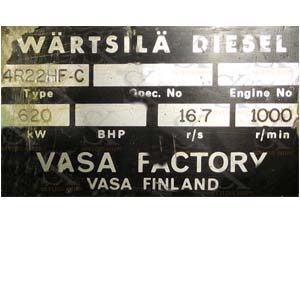 WÄRTSILÄ DIESEL
4R22HF-C
Type Spec. No Engine No
620 16.7 1000
kW BHP r/s r/min
VASA FACTORY
VASA FINLAND